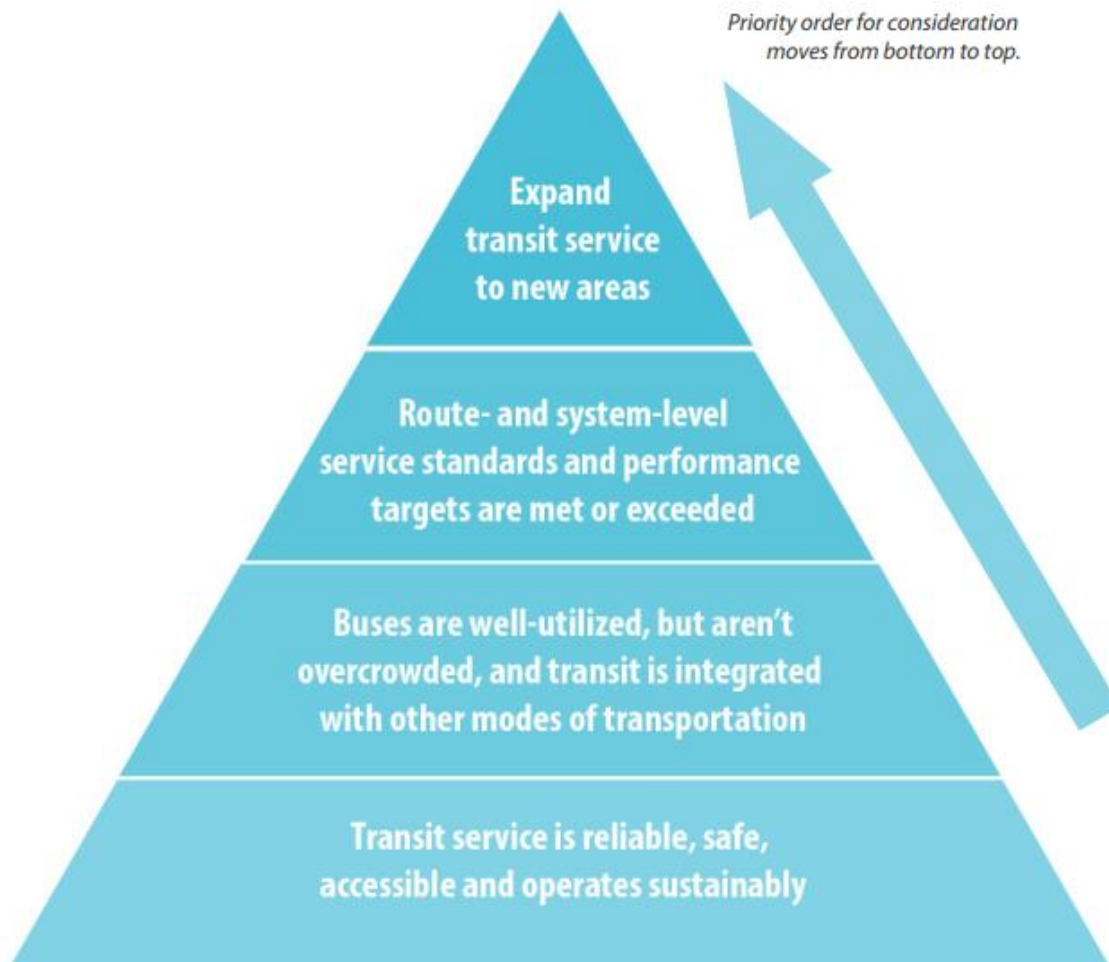 Priority order for consideration
moves from bottom to top.
Expand
transit service
to new areas
Route- and system-level
service standards and performance
targets are met or exceeded
Buses are well-utilized, but aren’t
overcrowded, and transit is integrated
with other modes of transportation
Transit service is reliable, safe,
accessible and operates sustainably